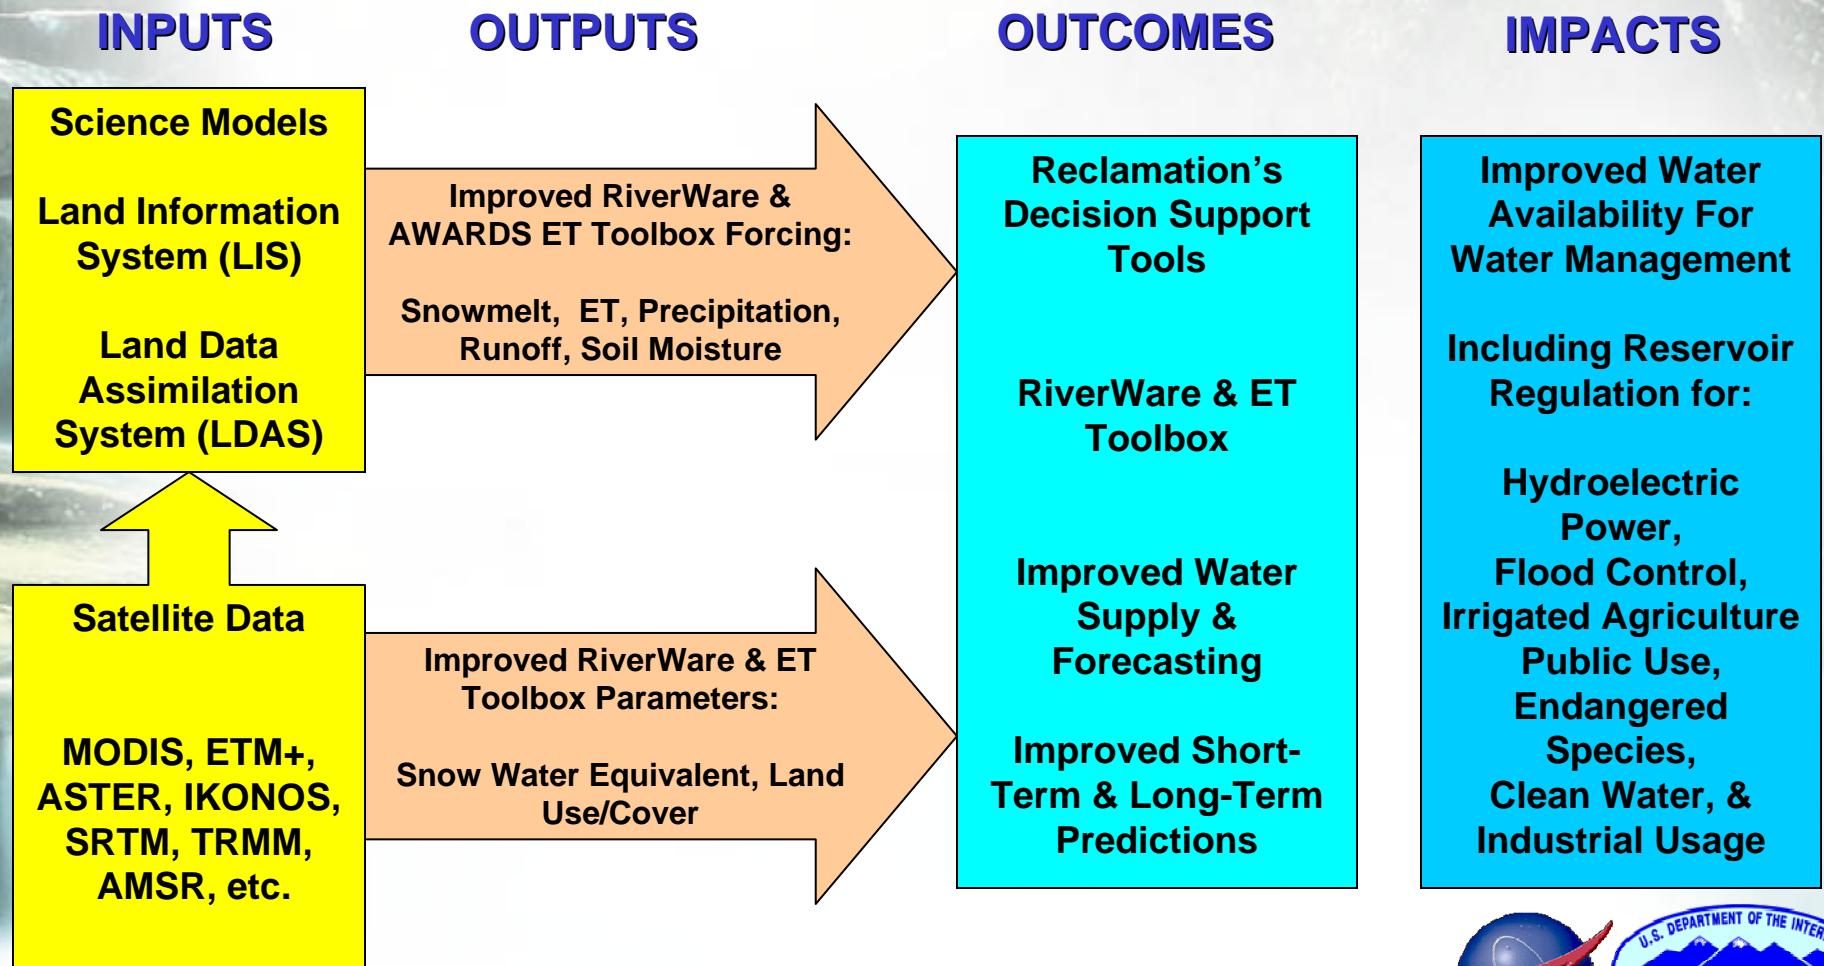 INPUTS
OUTPUTS
OUTCOMES
IMPACTS
Science Models
Land Information
System (LIS)
Land Data
Assimilation
System (LDAS)
Satellite Data
MODIS, ETM+,
ASTER, IKONOS,
SRTM, TRMM,
AMSR, etc.
Improved RiverWare &
AWARDS ET Toolbox Forcing:
Snowmelt, ET, Precipitation,
Runoff, Soil Moisture
Improved RiverWare & ET
Toolbox Parameters:
Snow Water Equivalent, Land
Use/Cover
Reclamation’s
Decision Support
Tools
RiverWare & ET
Toolbox
Improved Water
Supply &
Forecasting
Improved Short-
Term & Long-Term
Predictions
Improved Water
Availability For
Water Management
Including Reservoir
Regulation for:
Hydroelectric
Power,
Flood Control,
Irrigated Agriculture
Public Use,
Endangered
Species,
Clean Water, &
Industrial Usage
U.S. DEPARTMENT OF THE